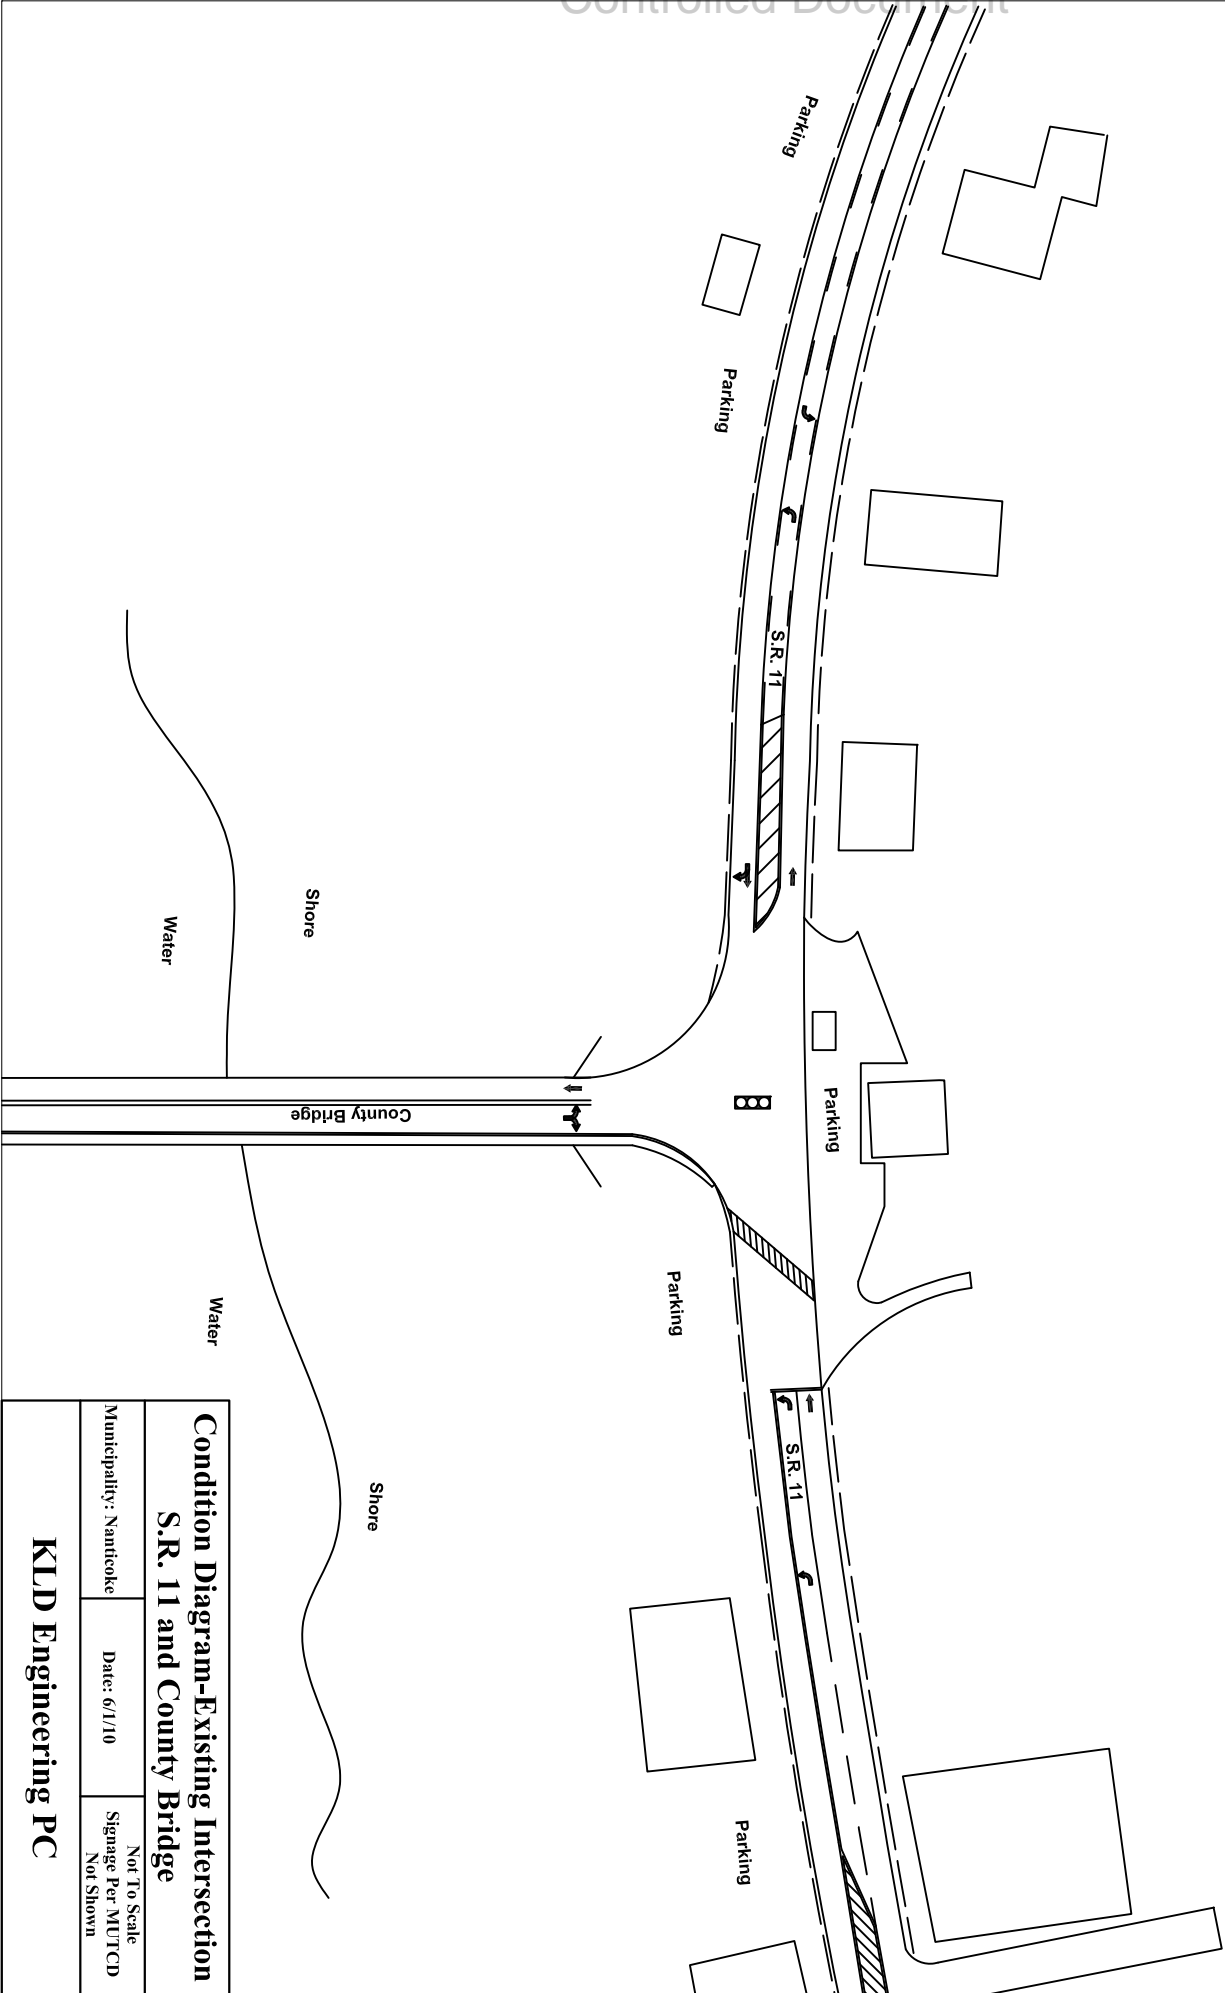 Controlled Document
Parking
Parking
S.R. 11
Shore
Water
County Bridge
Parking
Parking
Water
S.R. 11
Shore
Parking
Condition Diagram-Existing Intersection
S.R. 11 and County Bridge
Municipality: Nanticoke
Date: 6/1/10
Not To Scale
Signage Per MUTCD
Not Shown
KLD Engineering PC